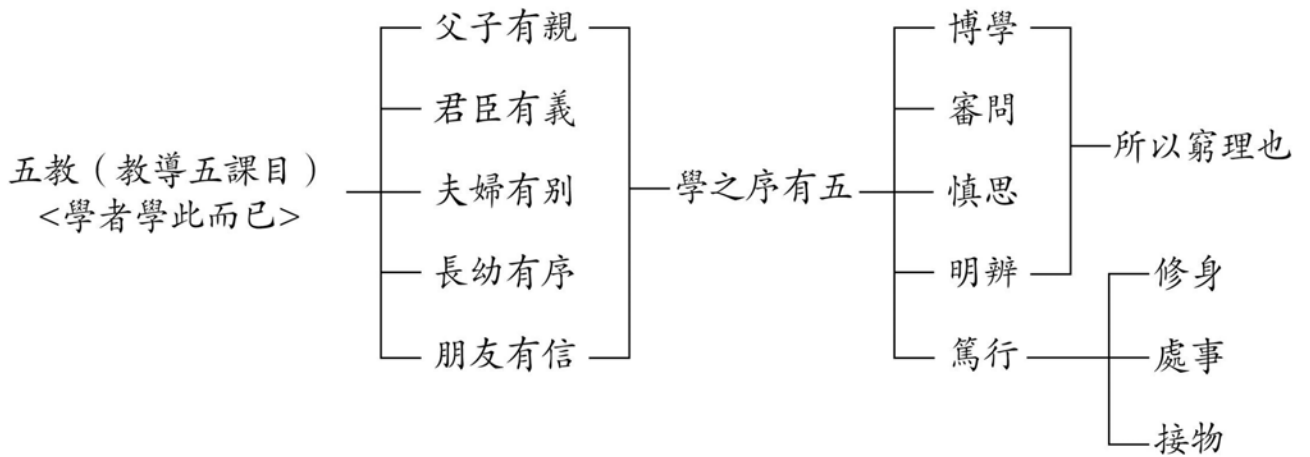 五教（教導五課目）
<學者學此而已>
父子有親
君臣有義
夫婦有別
長幼有序
朋友有信
學之序有五
博學
審問
慎思
明辨
篤行
所以窮理也
修身
處事
接物